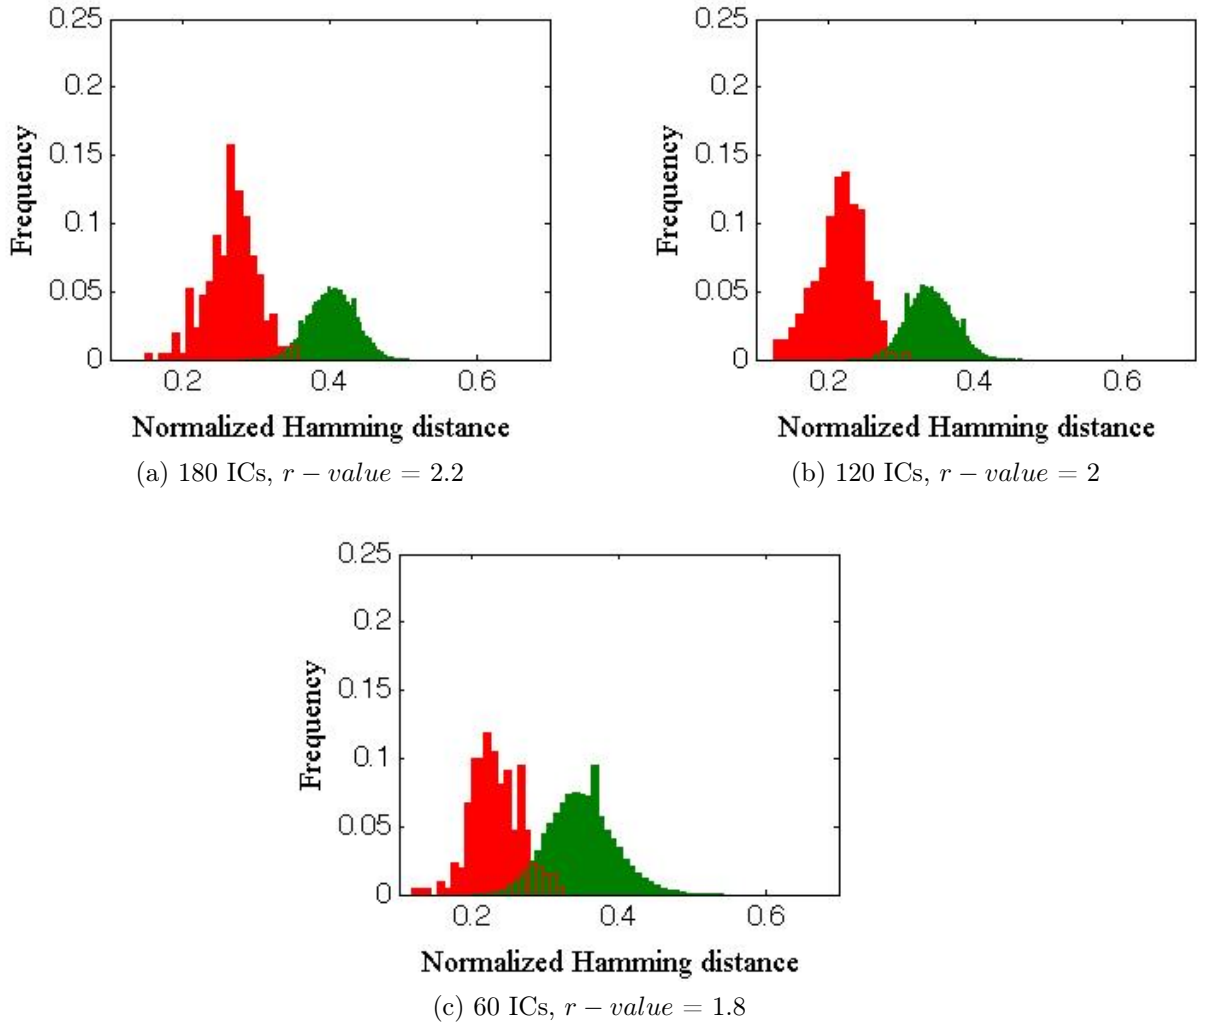 0.25
0.2
0.15
0.1
0.05
0
0.2 0.4 0.6
Frequency
Normalized Hamming distance
(a) 180 ICs, r − value = 2.2
0.25
0.2
0.15
0.1
0.05
0
0.2 0.4 0.6
Frequency
Normalized Hamming distance
(b) 120 ICs, r − value = 2
0.25
0.2
0.15
0.1
0.05
0
0.2 0.4 0.6
Frequency
Normalized Hamming distance
(c) 60 ICs, r − value = 1.8